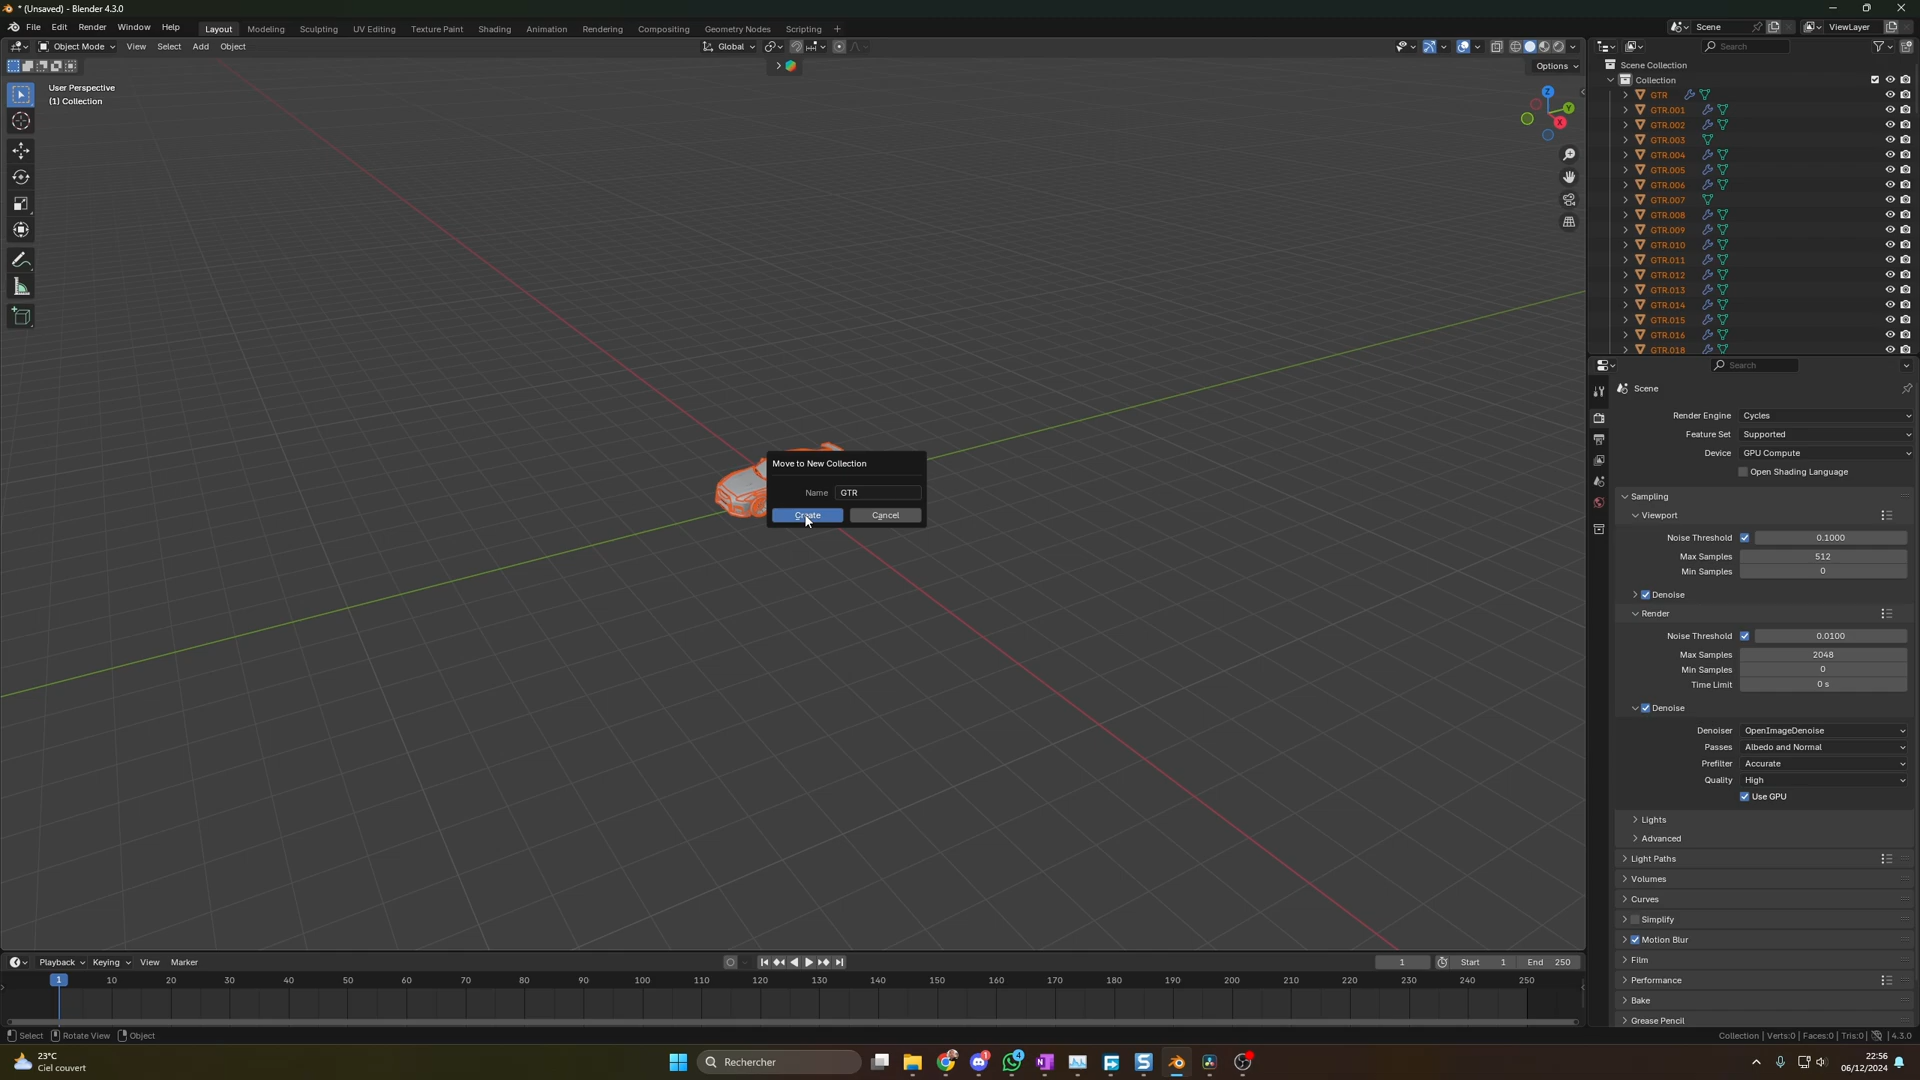 * (Unsaved) - Blender 4.3.0
File Edit Render Window Help Layout Modeling Sculpting UV Editing Texture Paint Shading Animation Rendering Compositing Geometry Nodes Scripting + Scene ViewLayer
Object Mode View Select Add Object Global Search
Options
User Perspective
(1) Collection
Z
Y
X
Scene Collection
Collection
GTR
GTR.001
GTR.002
GTR.003
GTR.004
GTR.005
GTR.006
GTR.007
GTR.008
GTR.009
GTR.010
GTR.011
GTR.012
GTR.013
GTR.014
GTR.015
GTR.016
GTR.018
Search
Scene
Render Engine Cycles
Feature Set Supported
Device GPU Compute
Open Shading Language
Sampling
Viewport
Noise Threshold 0.1000
Max Samples 512
Min Samples 0
Denoise
Render
Noise Threshold 0.0100
Max Samples 2048
Min Samples 0
Time Limit 0 s
Denoise
Denoiser OpenImageDenoise
Passes Albedo and Normal
Prefilter Accurate
Quality High
Use GPU
Lights
Advanced
Light Paths
Volumes
Curves
Simplify
Motion Blur
Film
Performance
Bake
Grease Pencil
Move to New Collection
Name GTR
Create Cancel
Playback Keying View Marker 1 Start 1 End 250
1 10 20 30 40 50 60 70 80 90 100 110 120 130 140 150 160 170 180 190 200 210 220 230 240 250
Select Rotate View Object Collection | Verts:0 | Faces:0 | Tris:0 | 4.3.0
23°C
Ciel couvert
Rechercher
1
4
22:56
06/12/2024